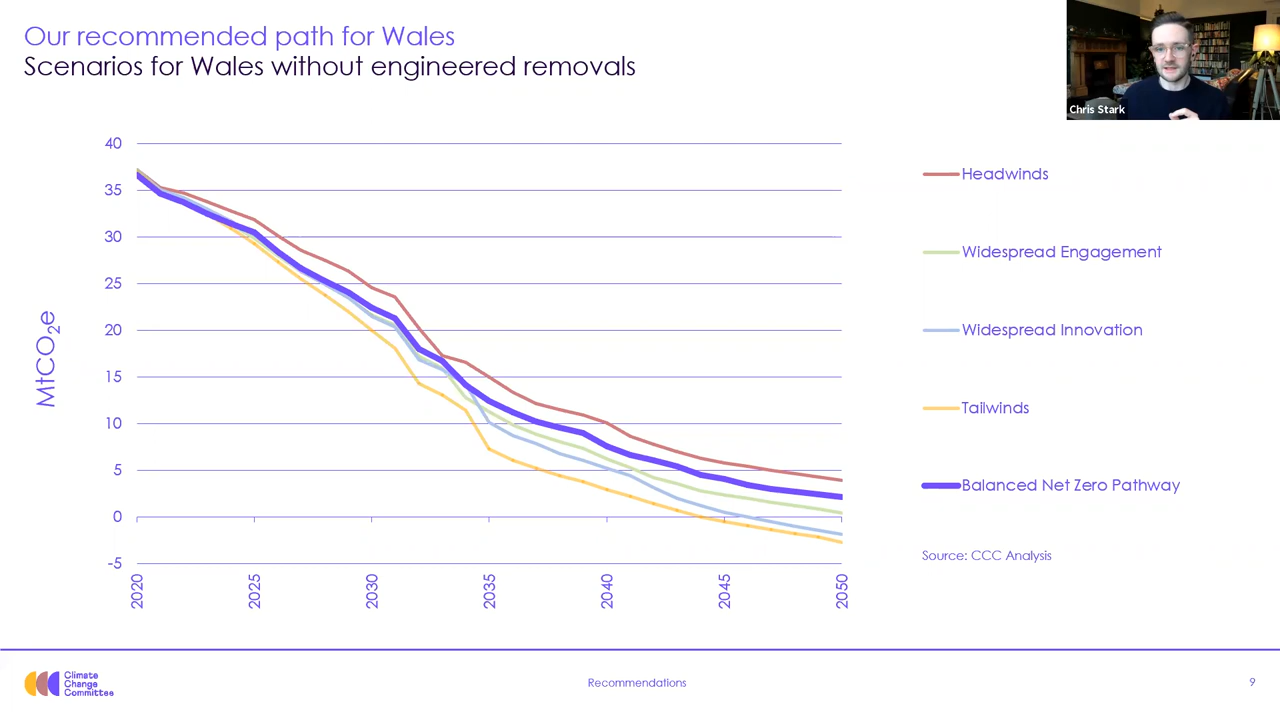 Our recommended path for Wales
Scenarios for Wales without engineered removals
Chris Stark
40
35
30
25
20
15
10
5
0
-5
MtCO₂e
2020
2025
2030
2035
2040
2045
2050
Headwinds
Widespread Engagement
Widespread Innovation
Tailwinds
Balanced Net Zero Pathway
Source: CCC Analysis
Climate
Change
Committee
Recommendations
9